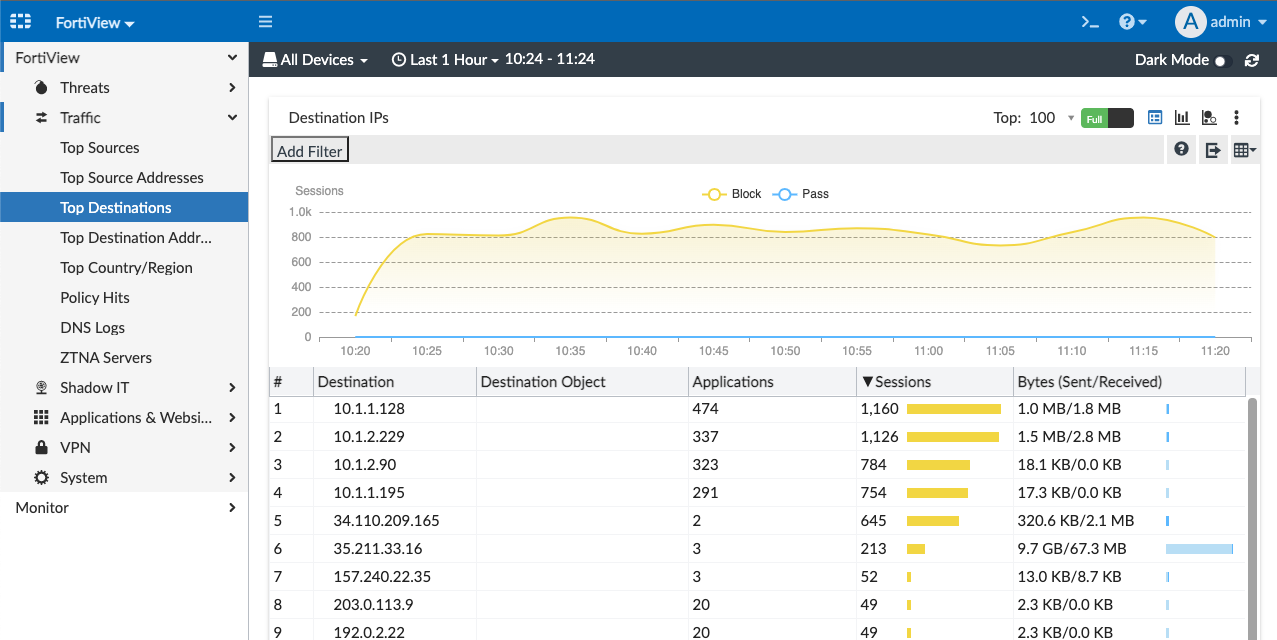 FortiView admin
FortiView
Threats
Traffic
Top Sources
Top Source Addresses
Top Destinations
Top Destination Addr...
Top Country/Region
Policy Hits
DNS Logs
ZTNA Servers
Shadow IT
Applications & Websi...
VPN
System
Monitor
All Devices Last 1 Hour 10:24 - 11:24 Dark Mode
Destination IPs Top: 100 Full
Add Filter
Sessions Block Pass
1.0k
800
600
400
200
0
10:20 10:25 10:30 10:35 10:40 10:45 10:50 10:55 11:00 11:05 11:10 11:15 11:20
# Destination Destination Object Applications ▼Sessions Bytes (Sent/Received)
1 10.1.1.128 474 1,160 1.0 MB/1.8 MB
2 10.1.2.229 337 1,126 1.5 MB/2.8 MB
3 10.1.2.90 323 784 18.1 KB/0.0 KB
4 10.1.1.195 291 754 17.3 KB/0.0 KB
5 34.110.209.165 2 645 320.6 KB/2.1 MB
6 35.211.33.16 3 213 9.7 GB/67.3 MB
7 157.240.22.35 3 52 13.0 KB/8.7 KB
8 203.0.113.9 20 49 2.3 KB/0.0 KB
9 192.0.2.22 20 49 2.3 KB/0.0 KB